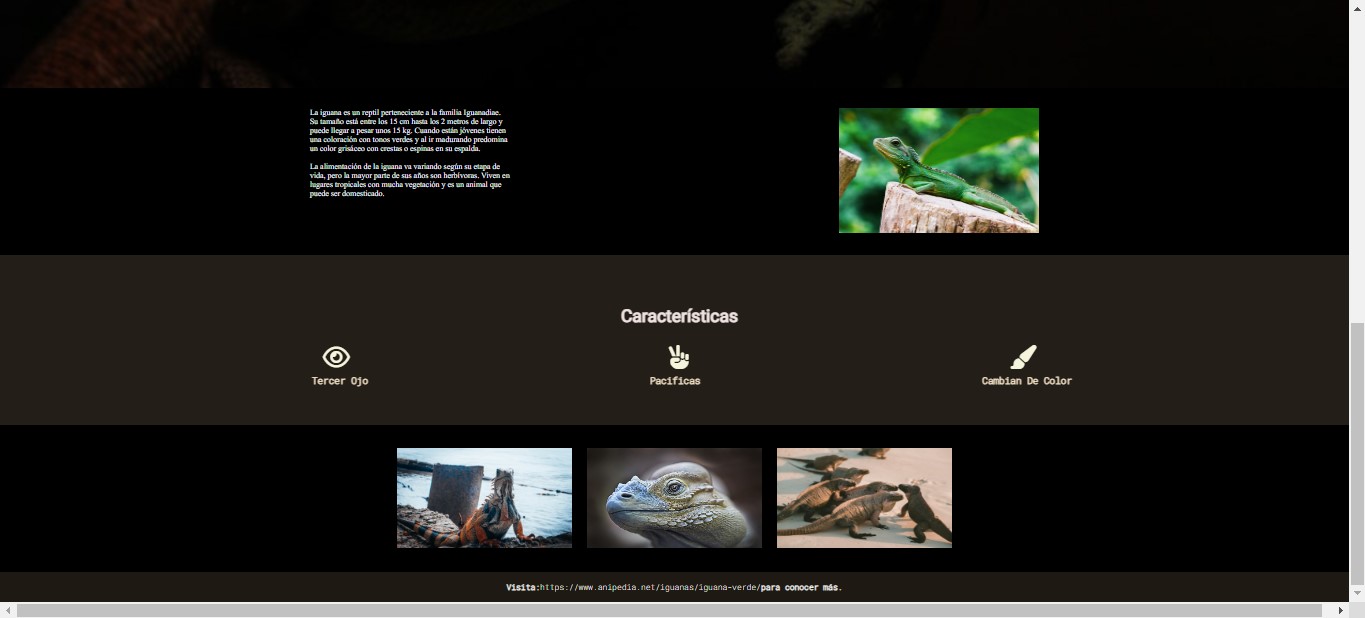 La iguana es un reptil perteneciente a la familia Iguanadiae.
Su tamaño está entre los 15 cm hasta los 2 metros de largo y
puede llegar a pesar unos 15 kg. Cuando están jóvenes tienen
una coloración con tonos verdes y al ir madurando predomina
un color grisáceo con crestas o espinas en su espalda.
La alimentación de la iguana va variando según su etapa de
vida, pero la mayor parte de sus años son herbívoras. Viven en
lugares tropicales con mucha vegetación y es un animal que
puede ser domesticado.
Características
Tercer Ojo
Pacificas
Cambian De Color
Visita:https://www.anipedia.net/iguanas/iguana-verde/para conocer más.